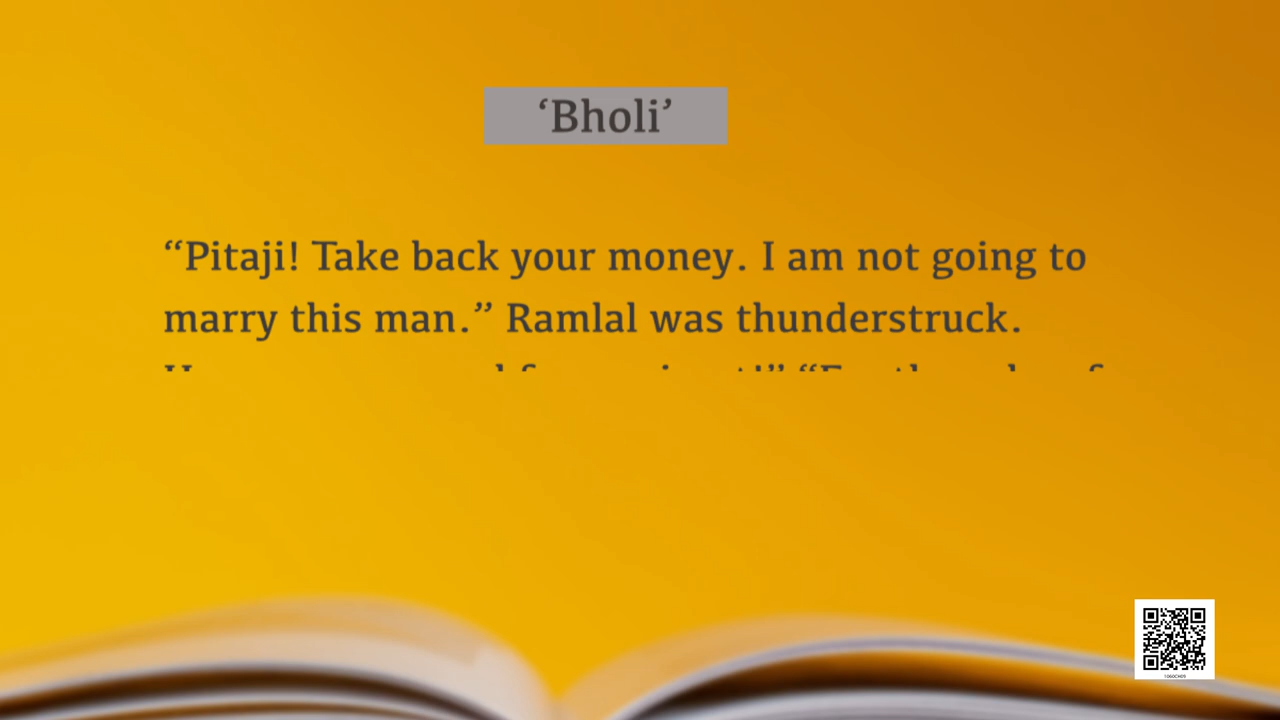 ‘Bholi’
“Pitaji! Take back your money. I am not going to
marry this man.” Ramlal was thunderstruck.